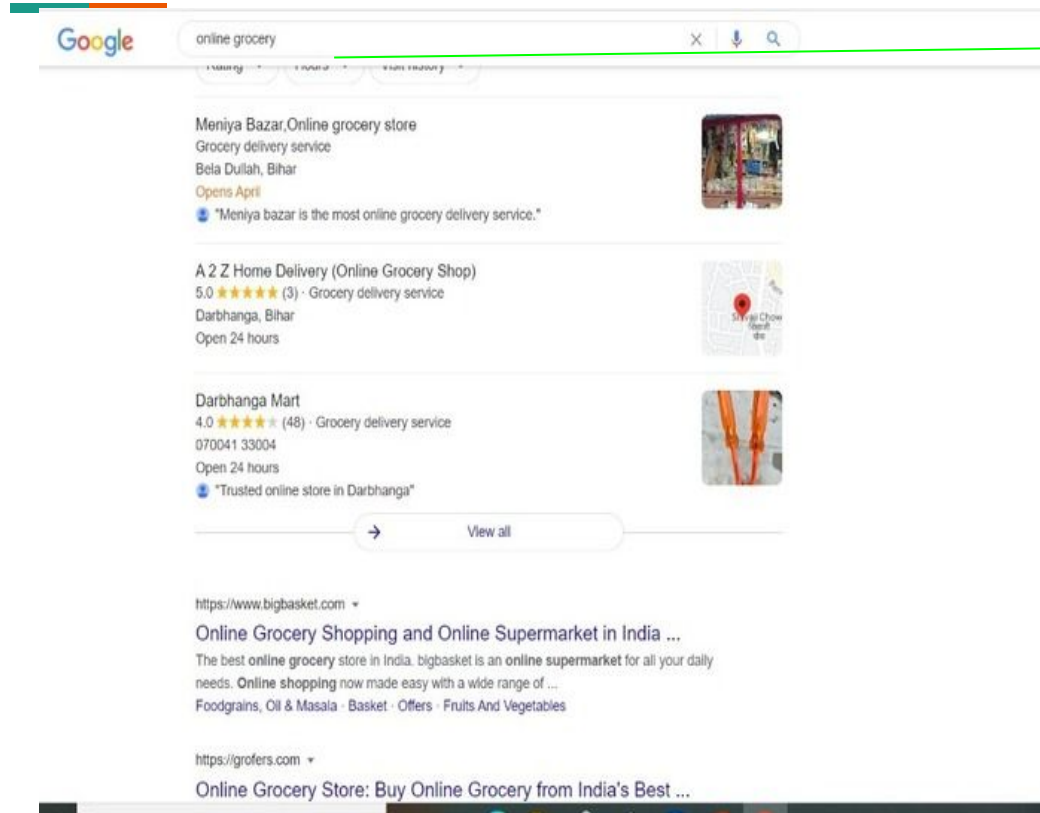 Google
online grocery
Rating Hours Visit history
Meniya Bazar,Online grocery store
Grocery delivery service
Bela Dullah, Bihar
Opens April
"Meniya bazar is the most online grocery delivery service."
A 2 Z Home Delivery (Online Grocery Shop)
5.0 ★★★★★ (3) · Grocery delivery service
Darbhanga, Bihar
Open 24 hours
Shivaji Chow
शिवाजी
चौक
Darbhanga Mart
4.0 ★★★★★ (48) · Grocery delivery service
070041 33004
Open 24 hours
"Trusted online store in Darbhanga"
→ View all
https://www.bigbasket.com
Online Grocery Shopping and Online Supermarket in India ...
The best online grocery store in India. bigbasket is an online supermarket for all your daily
needs. Online shopping now made easy with a wide range of ...
Foodgrains, Oil & Masala · Basket · Offers · Fruits And Vegetables
https://grofers.com
Online Grocery Store: Buy Online Grocery from India's Best ...